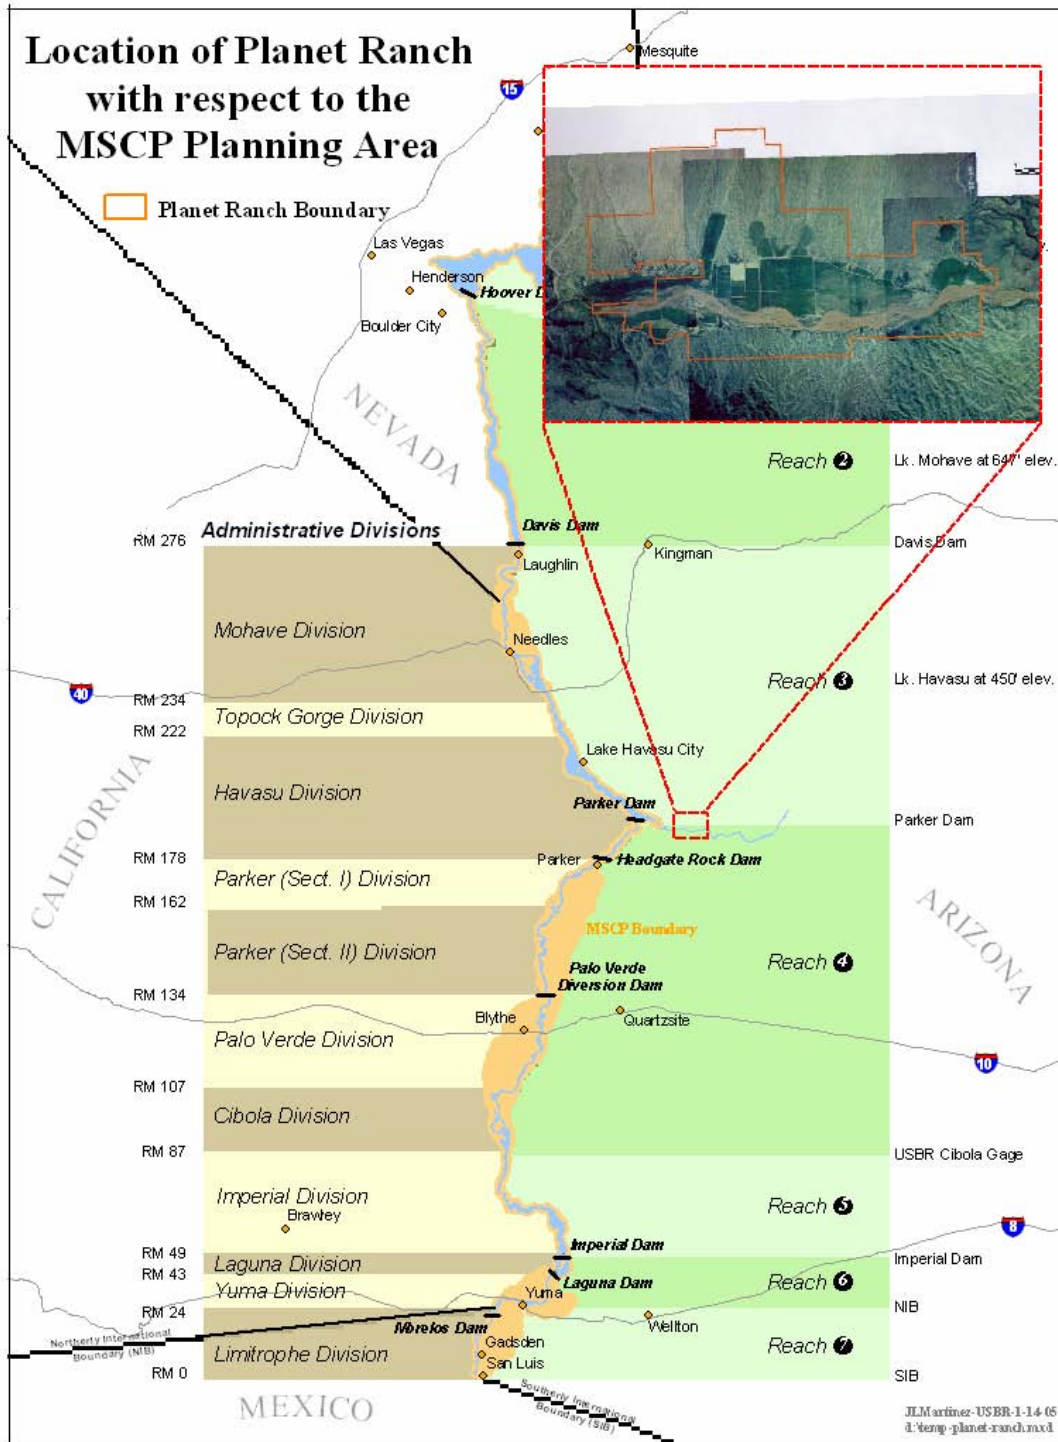 Location of Planet Ranch
with respect to the
MSCP Planning Area
Planet Ranch Boundary
Mesquite
15
Las Vegas
Henderson
Hoover D
Boulder City
NEVADA
Reach 2
Lk. Mohave at 647' elev.
Administrative Divisions
RM 276
Davis Dam
Davis Dam
Laughlin
Kingman
Mohave Division
Needles
40
Reach 3
Lk. Havasu at 450' elev.
RM 234
Topock Gorge Division
RM 222
Lake Havasu City
Havasu Division
Parker Dam
Parker Dam
CALIFORNIA
RM 178
Parker
Headgate Rock Dam
Parker (Sect. I) Division
RM 162
ARIZONA
MSCP Boundary
Parker (Sect. II) Division
Reach 4
Palo Verde
Diversion Dam
RM 134
Blythe
Quartzsite
Palo Verde Division
10
RM 107
Cibola Division
RM 87
USBR Cibola Gage
Imperial Division
Brawley
Reach 5
8
RM 49
Imperial Dam
Imperial Dam
Laguna Division
RM 43
Laguna Dam
Reach 6
Yuma Division
Yuma
RM 24
NIB
Morelos Dam
Wellton
Northerly International
Boundary (NIB)
Gadsden
Limitrophe Division
Reach 7
San Luis
RM 0
SIB
Southerly International
Boundary (SIB)
MEXICO
JLMartinez-USBR-1-14-05
d:\temp-planet-ranch.mxd